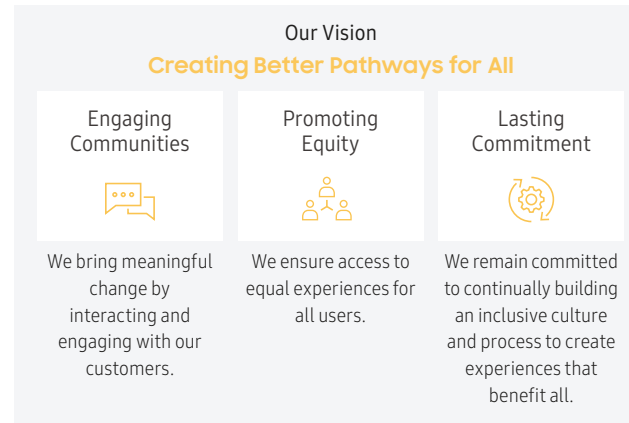 Our Vision
Creating Better Pathways for All
Engaging
Communities
We bring meaningful
change by
interacting and
engaging with our
customers.
Promoting
Equity
We ensure access to
equal experiences for
all users.
Lasting
Commitment
We remain committed
to continually building
an inclusive culture
and process to create
experiences that
benefit all.